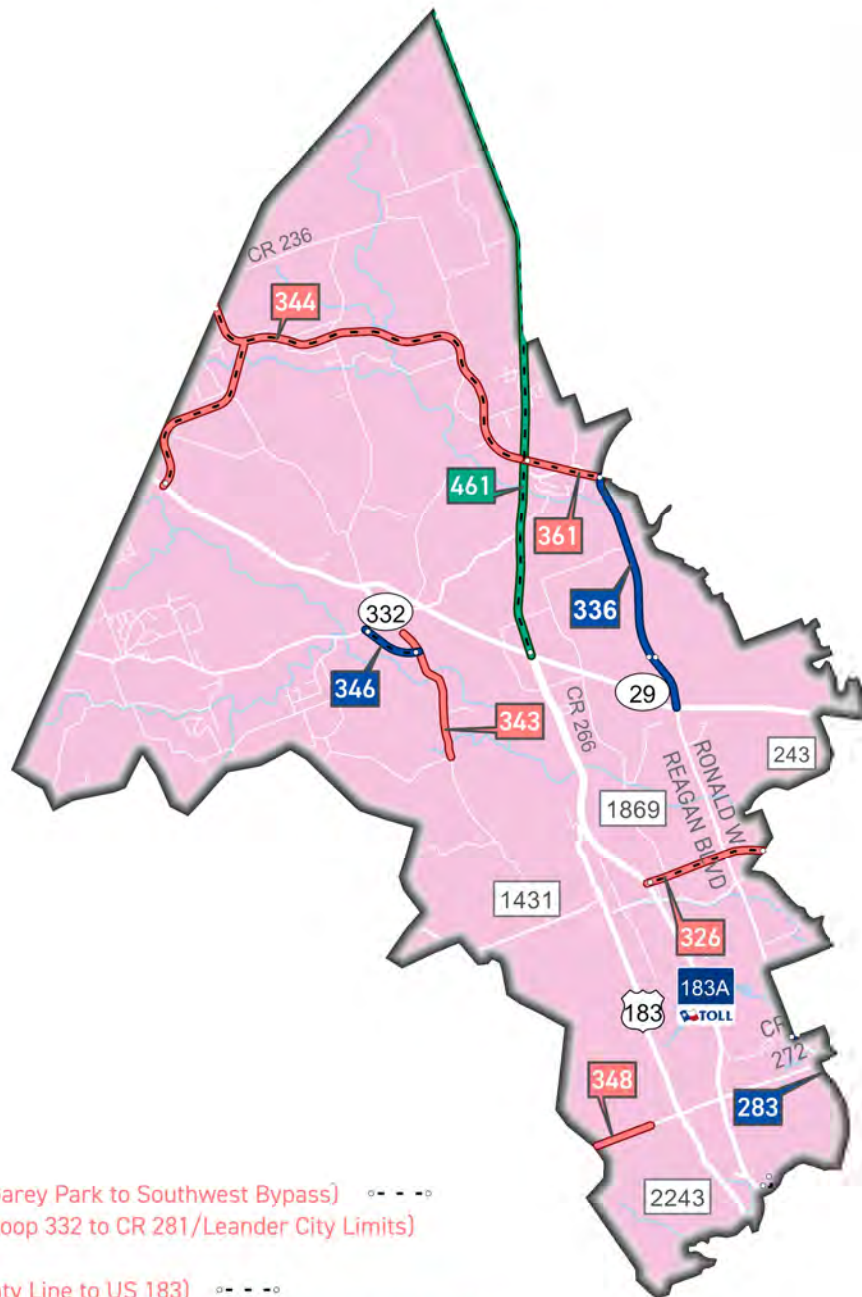 CR 236
344
461
361
336
332
346
343
29
CR 266
243
RONALD W
REAGAN BLVD
1869
1431
326
183A
TOLL
183
CR
272
348
283
2243
Garey Park to Southwest Bypass)
oop 332 to CR 281/Leander City Limits)
nty Line to US 183)